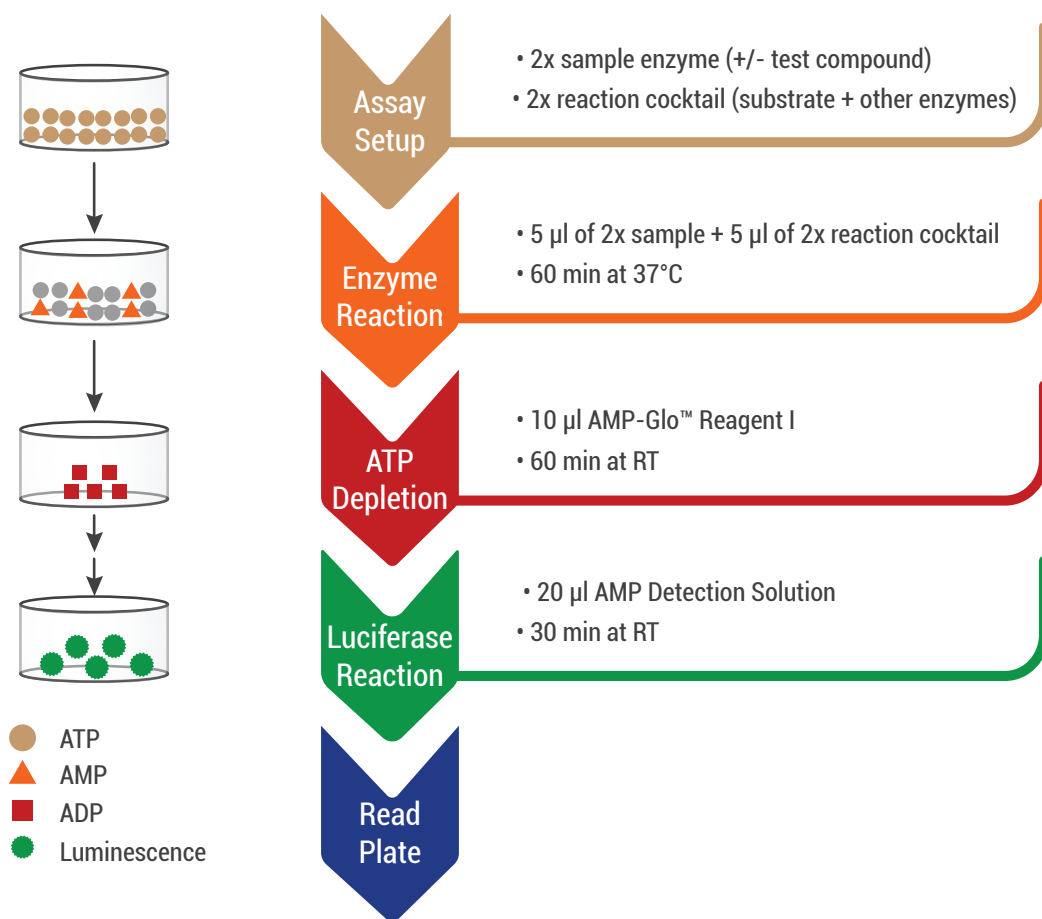 Assay
Setup
• 2x sample enzyme (+/- test compound)
• 2x reaction cocktail (substrate + other enzymes)
Enzyme
Reaction
• 5 µl of 2x sample + 5 µl of 2x reaction cocktail
• 60 min at 37°C
ATP
Depletion
• 10 µl AMP-Glo™ Reagent I
• 60 min at RT
Luciferase
Reaction
• 20 µl AMP Detection Solution
• 30 min at RT
Read
Plate
ATP
AMP
ADP
Luminescence